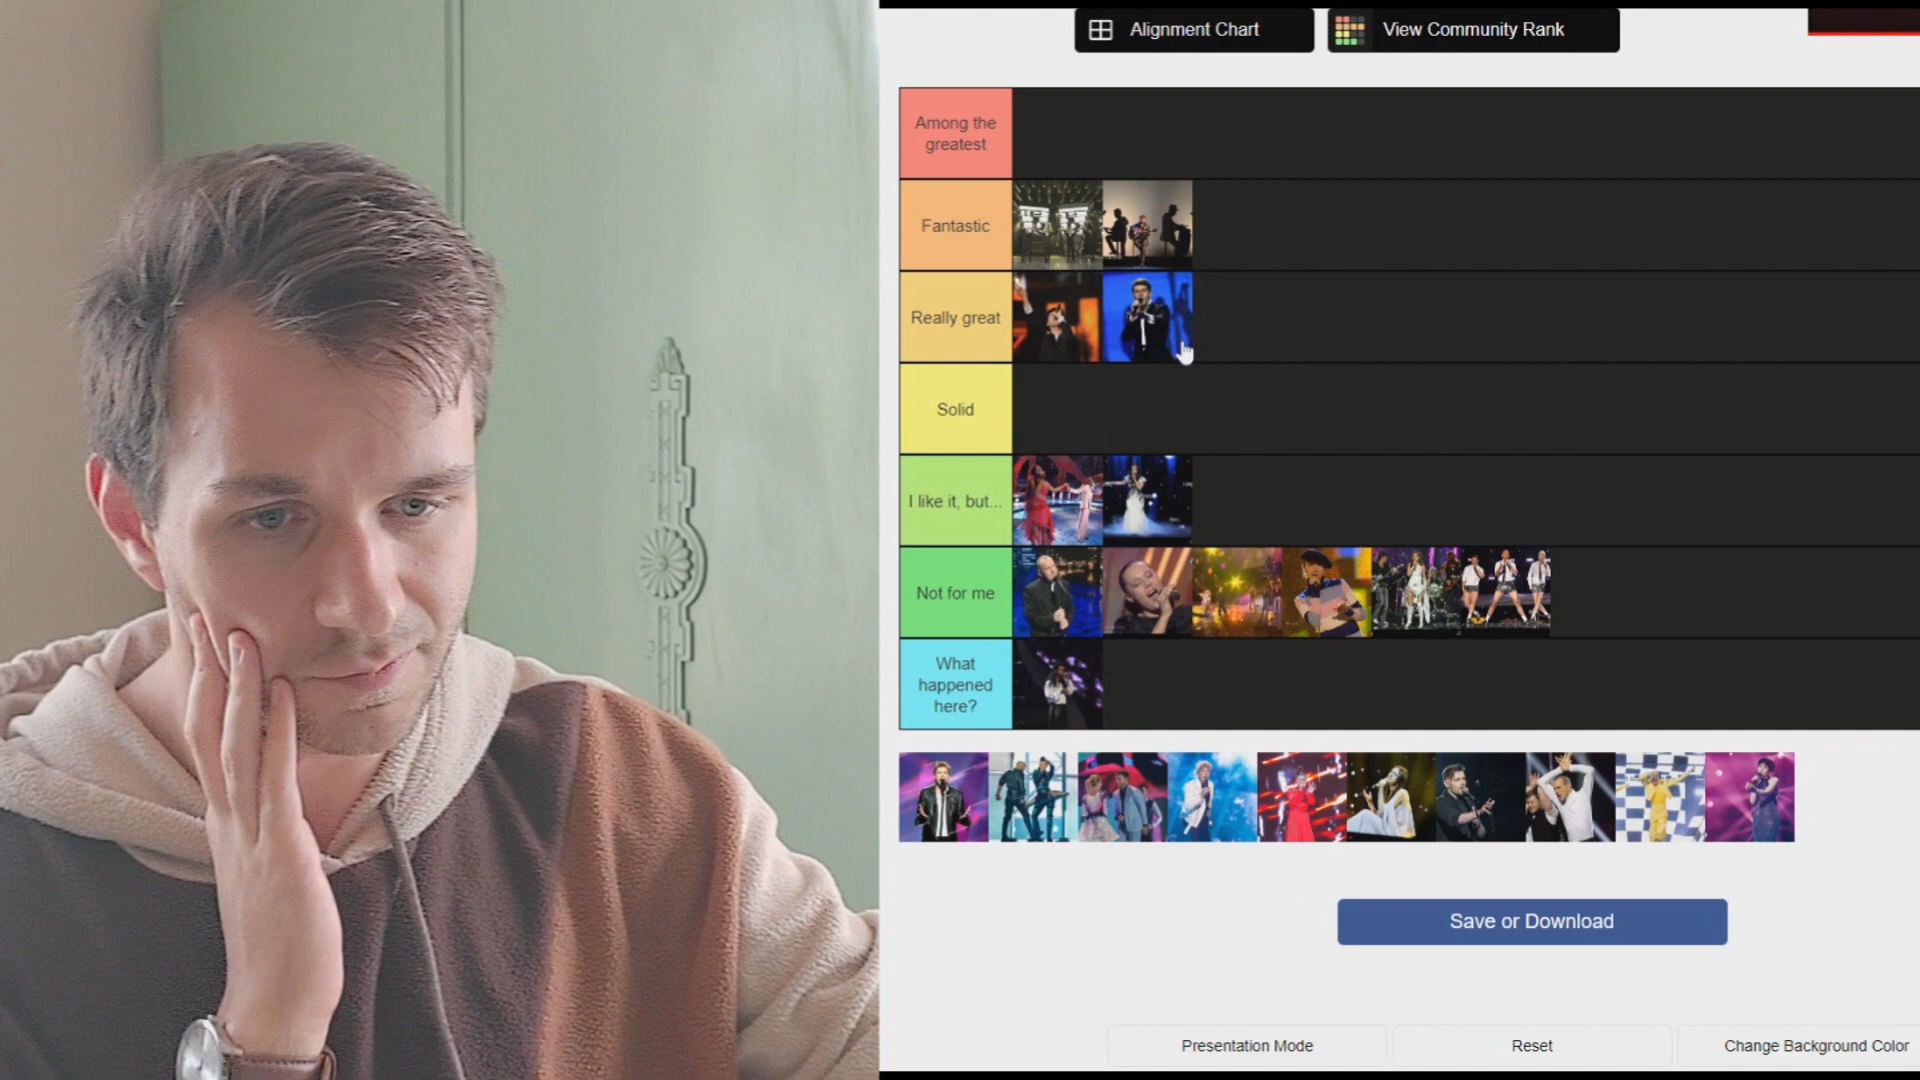 Alignment Chart
View Community Rank
Among the
greatest
Fantastic
Really great
Solid
I like it, but...
Not for me
What
happened
here?
Save or Download
Presentation Mode
Reset
Change Background Color